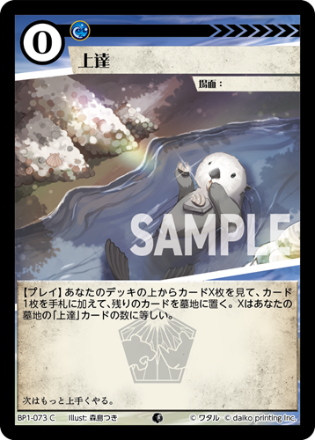 0
上達
場面：
SAMPLE
【プレイ】あなたのデッキの上からカードX枚を見て、カード
1枚を手札に加えて、残りのカードを墓地に置く。Xはあなたの
墓地の「上達」カードの数に等しい。
次はもっと上手くやる。
BP1-073 C Illust: 森倉つき © ワタル © daiko printing Inc.